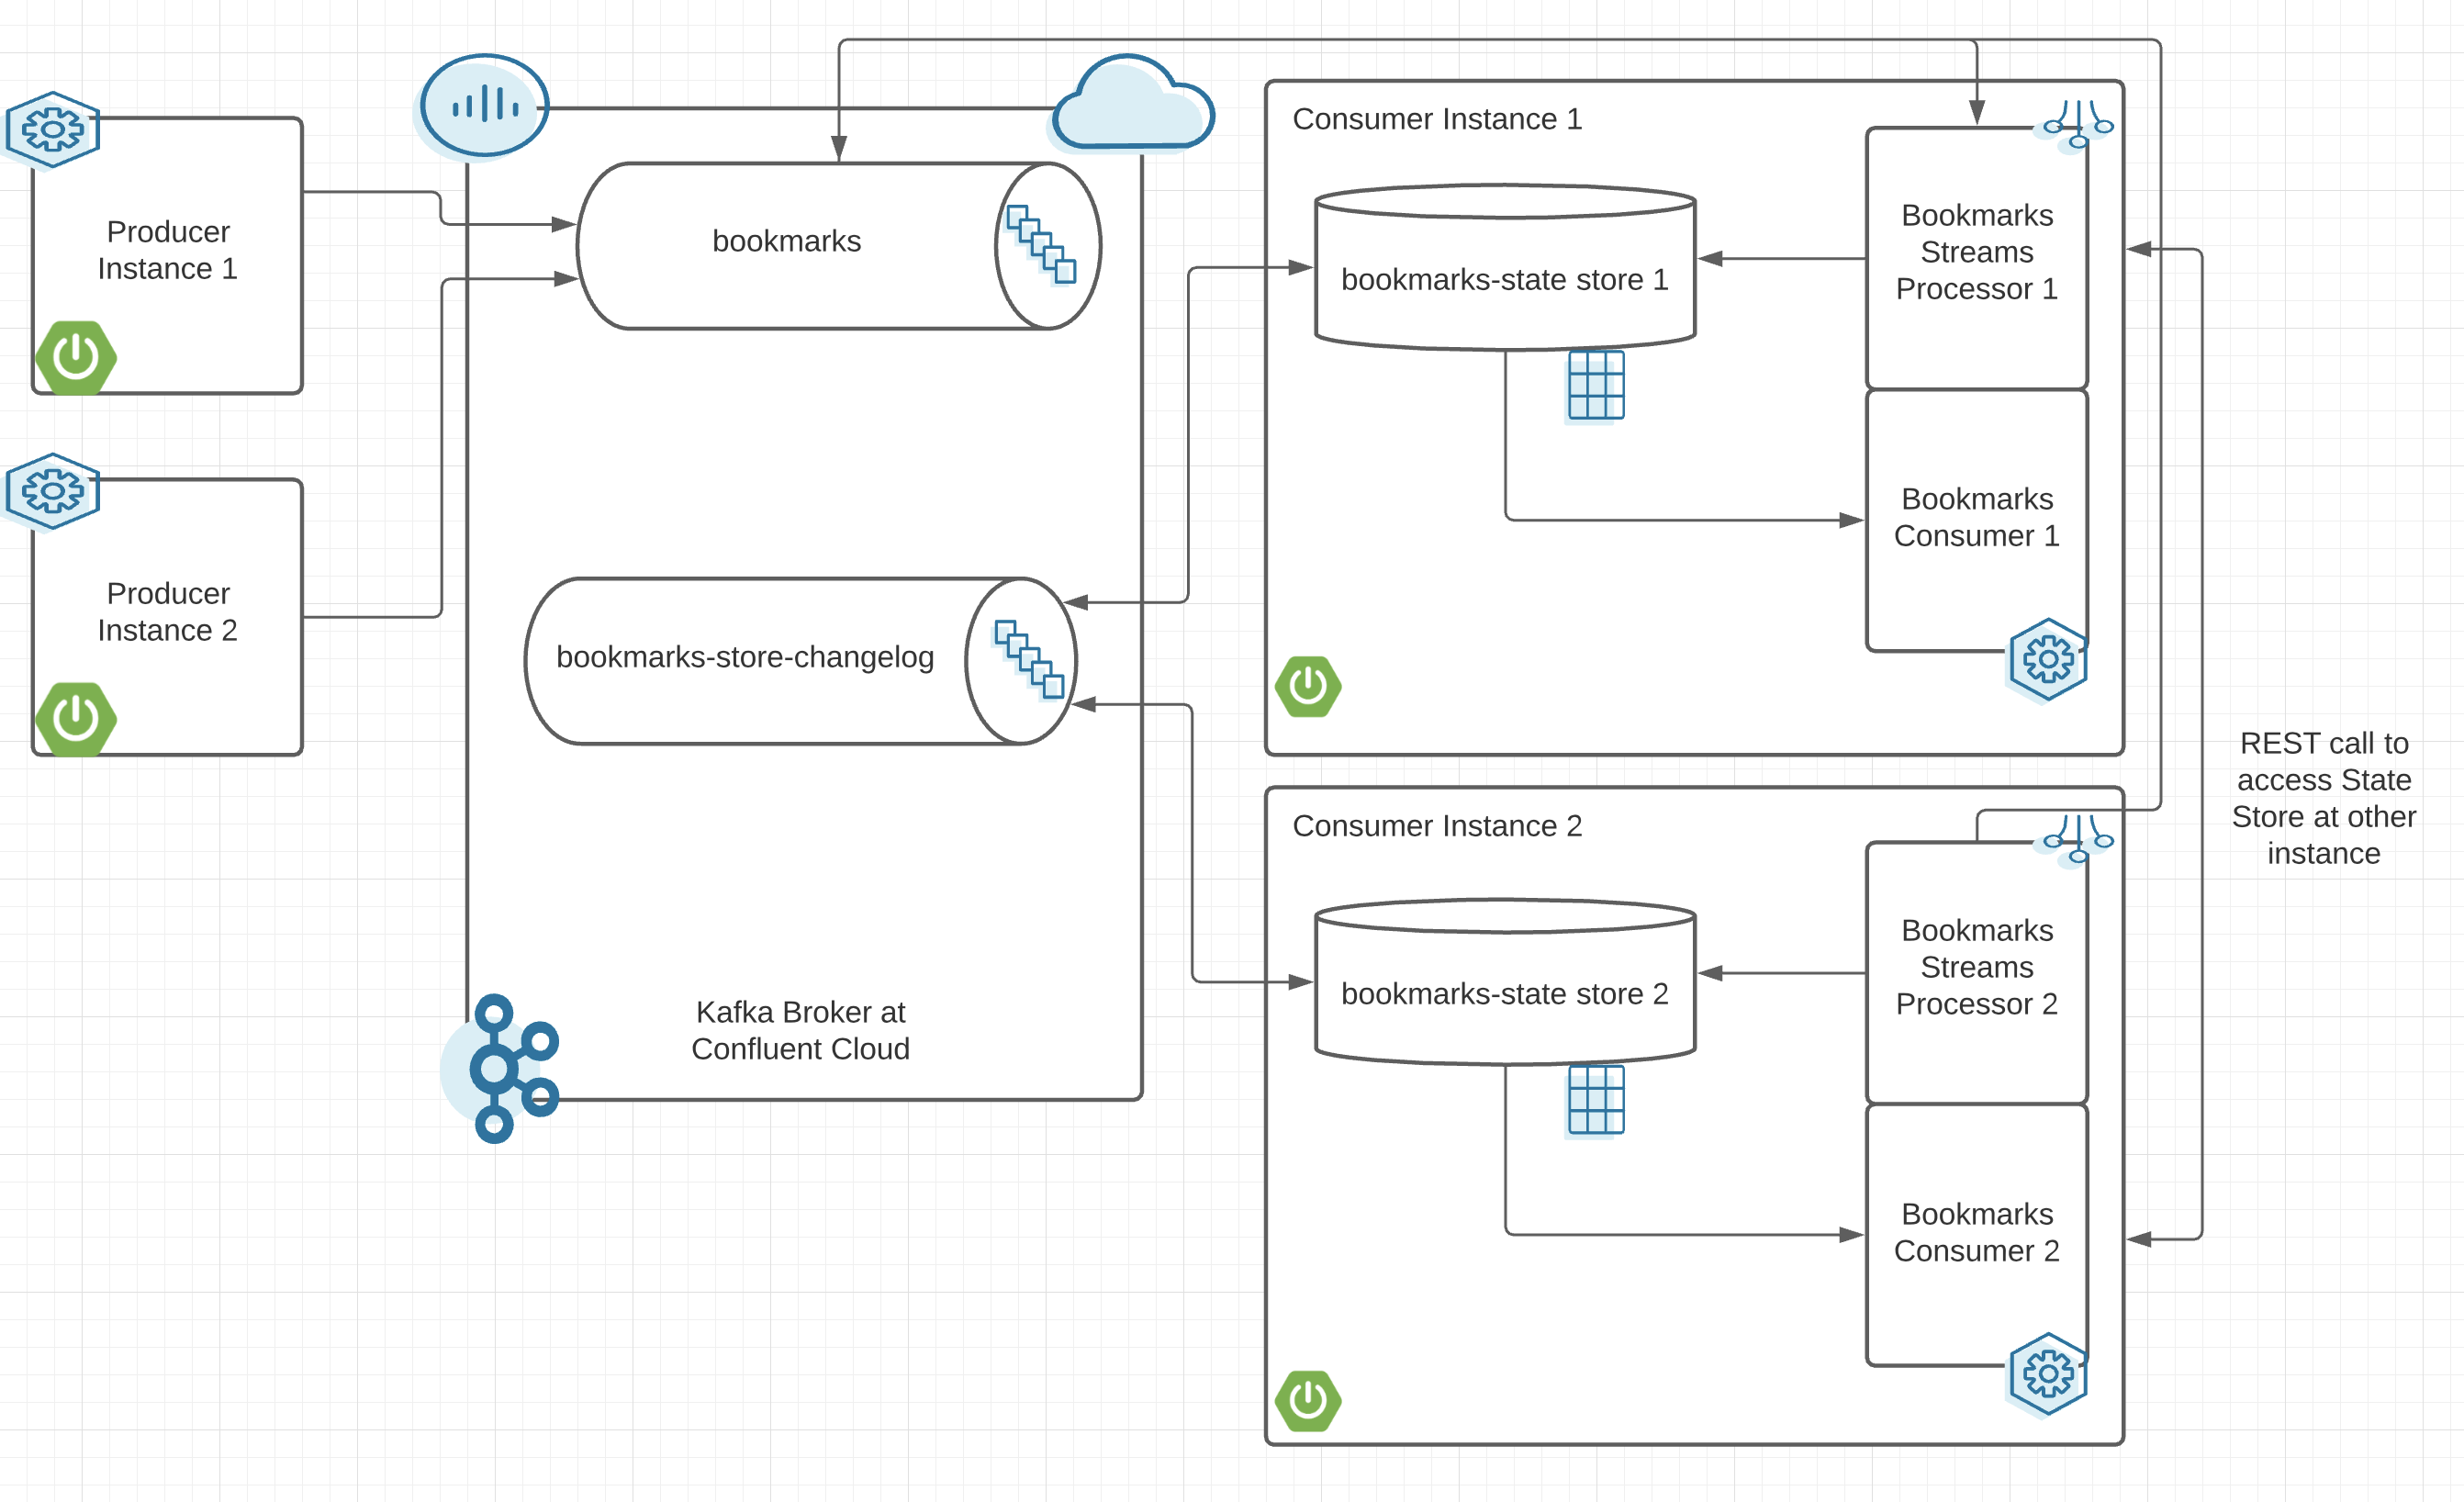 Producer
Instance 1
Producer
Instance 2
bookmarks
bookmarks-store-changelog
Kafka Broker at
Confluent Cloud
Consumer Instance 1
bookmarks-state store 1
Bookmarks
Streams
Processor 1
Bookmarks
Consumer 1
Consumer Instance 2
bookmarks-state store 2
Bookmarks
Streams
Processor 2
Bookmarks
Consumer 2
REST call to
access State
Store at other
instance